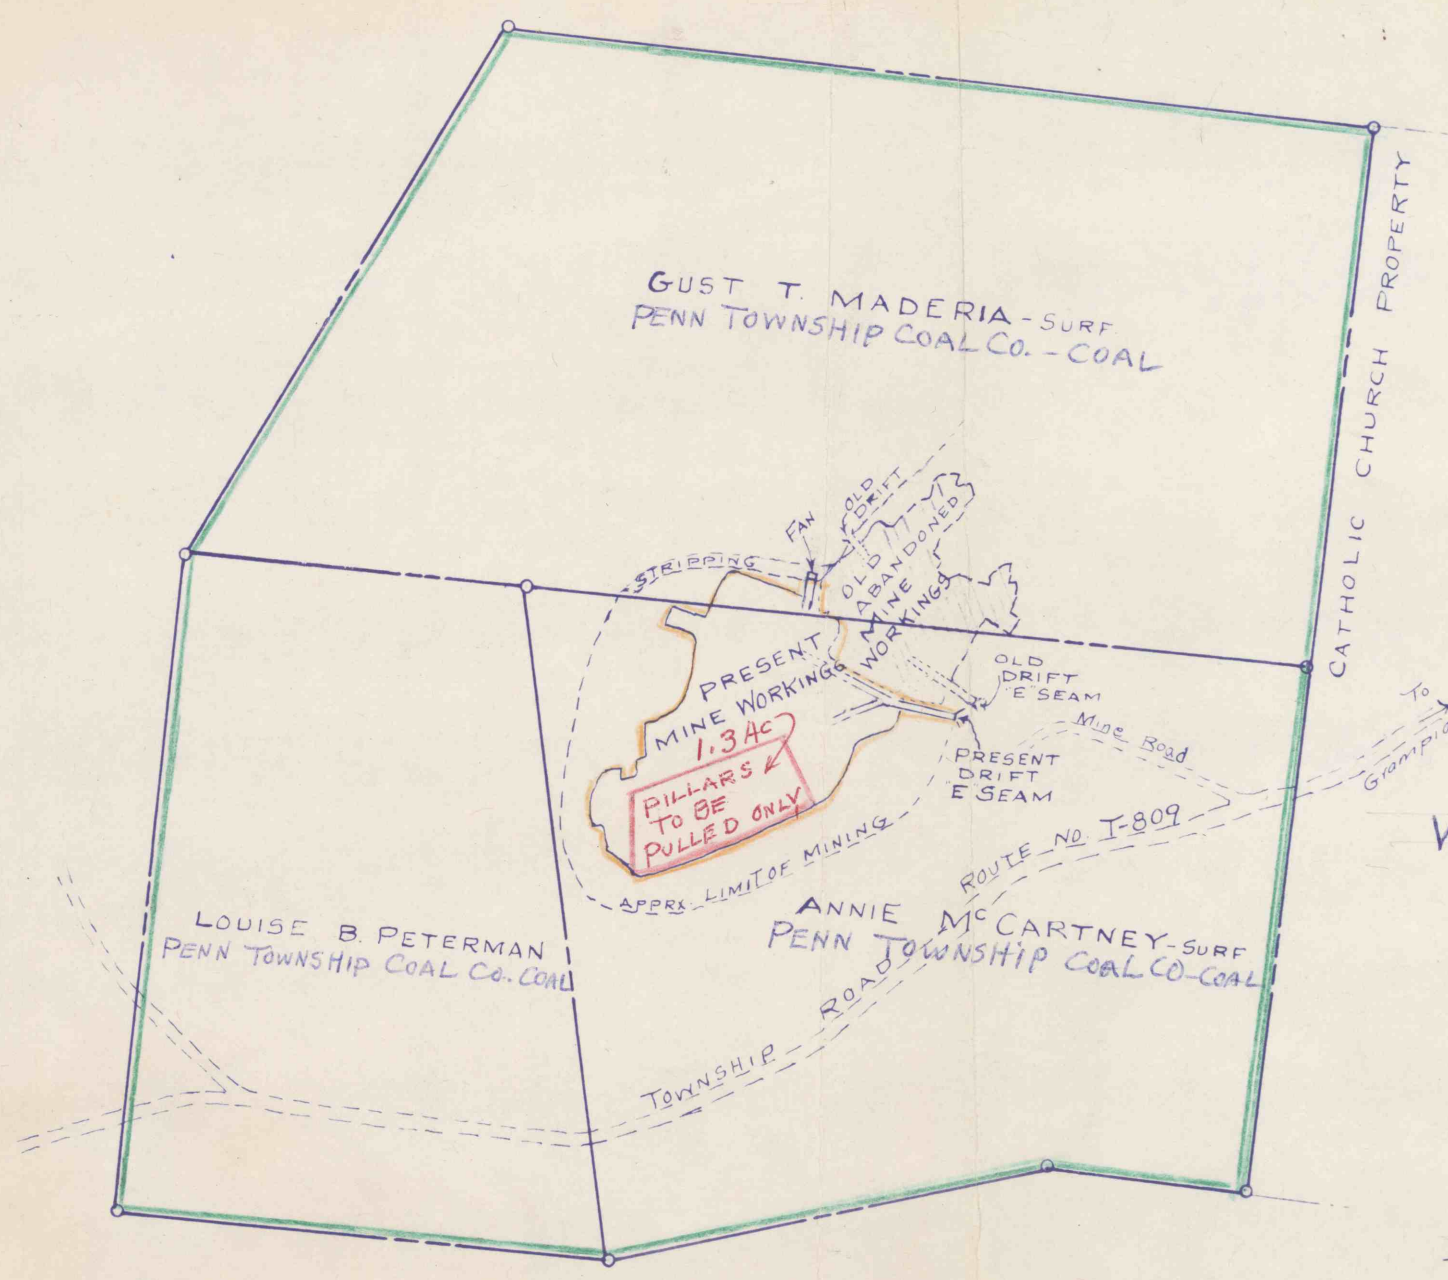 GUST T. MADERIA - SURF.
PENN TOWNSHIP COAL CO. - COAL
CATHOLIC CHURCH PROPERTY
OLD
DRIFT
FAN
STRIPPING
OLD
ABANDONED
MINE
WORKINGS
PRESENT
MINE WORKINGS
1.3 AC
PILLARS
TO BE
PULLED ONLY
OLD
DRIFT
"E" SEAM
Mine Road
PRESENT
DRIFT
E SEAM
To
APPRX. LIMIT OF MINING
TOWNSHIP ROAD ROUTE NO. T-809
LOUISE B. PETERMAN
PENN TOWNSHIP COAL CO. COAL
ANNIE McCARTNEY - SURF
PENN TOWNSHIP COAL CO - COAL